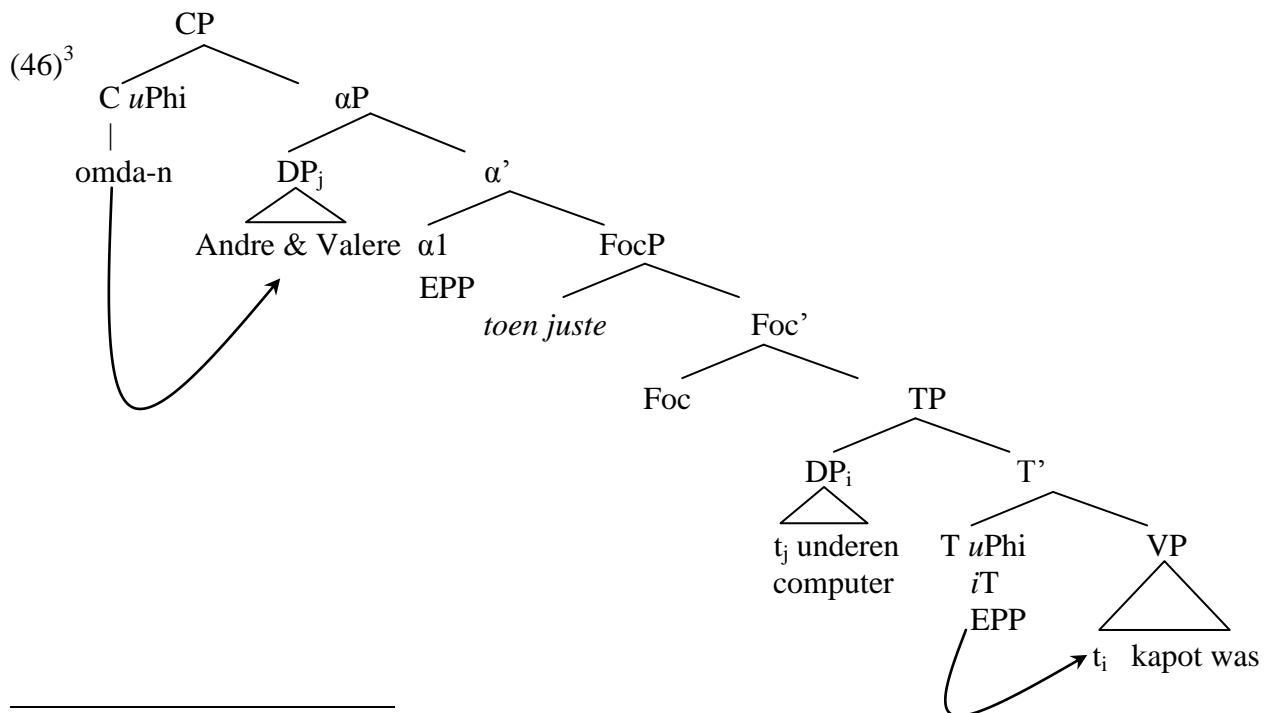 CP
(46)³
C uPhi αP
|
omda-n DPⱼ α’
Andre & Valere α1 FocP
EPP
toen juste Foc’
Foc TP
DPᵢ T’
tⱼ underen T uPhi VP
computer iT
EPP
tᵢ kapot was